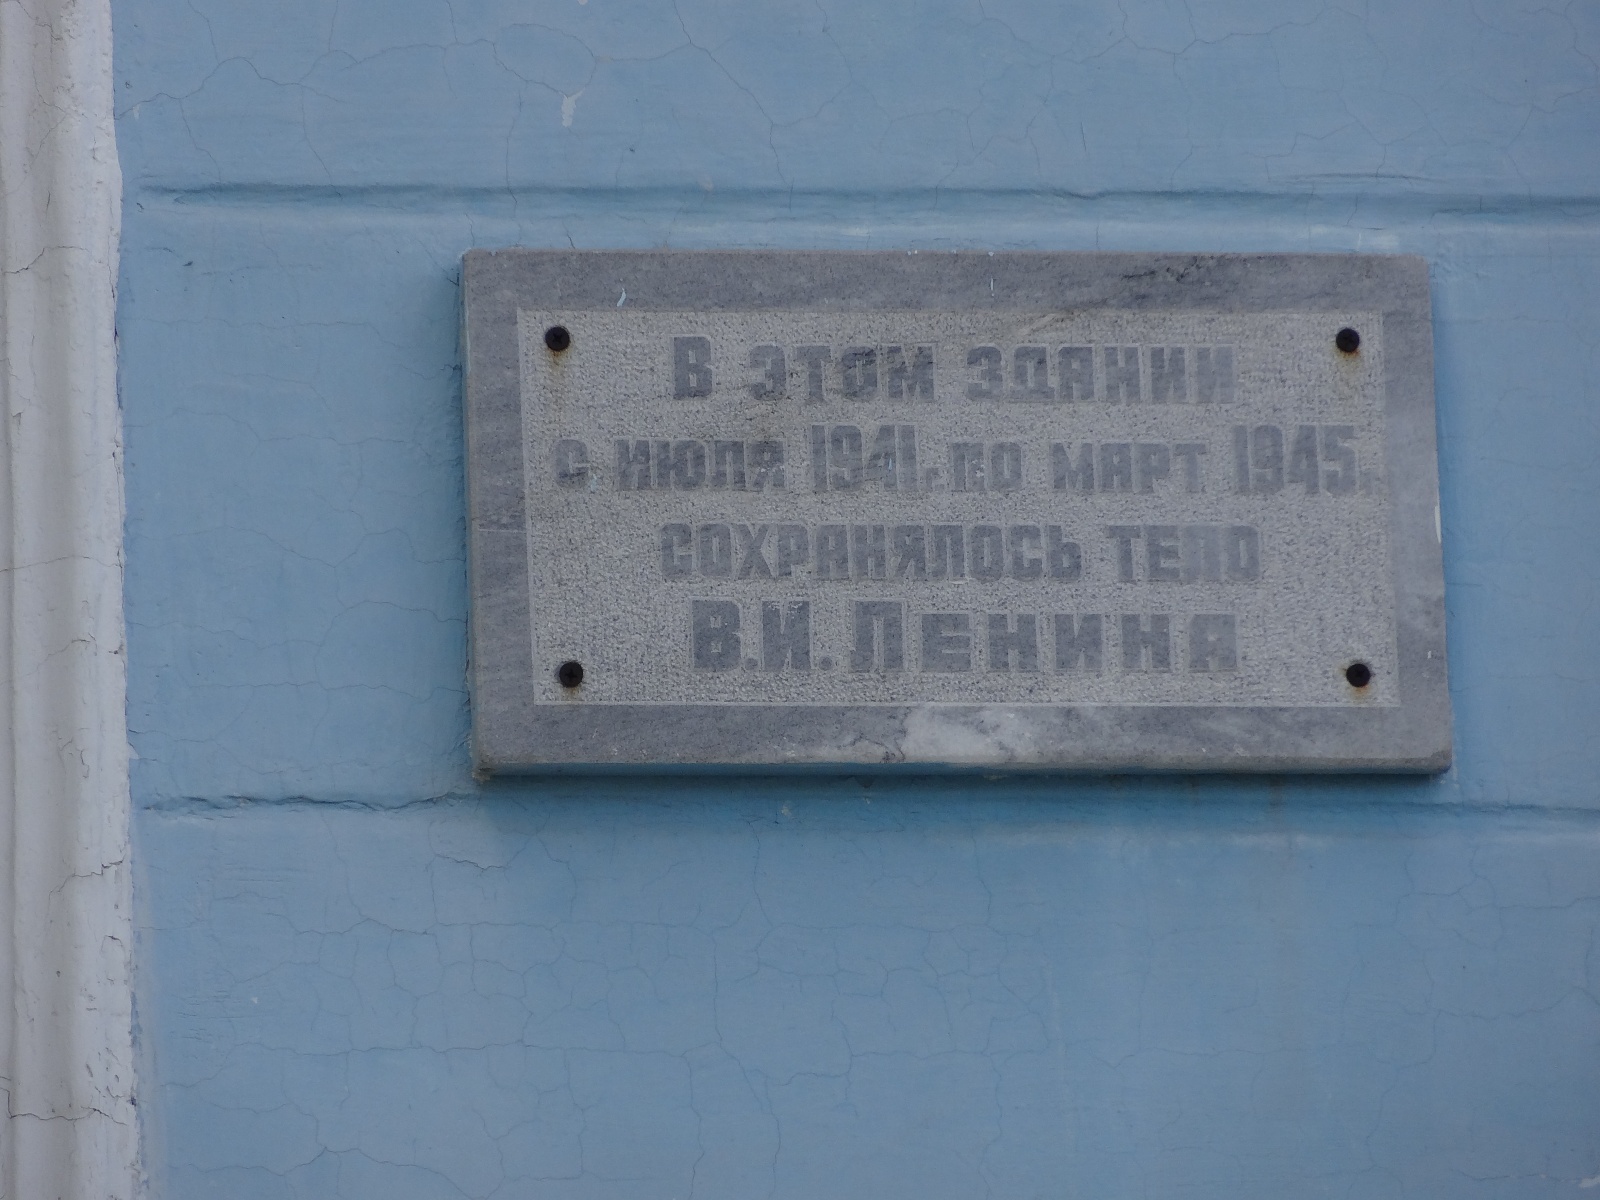 В этом здании
с июля 1941г. по март 1945г.
сохранялось тело
В.И. Ленина